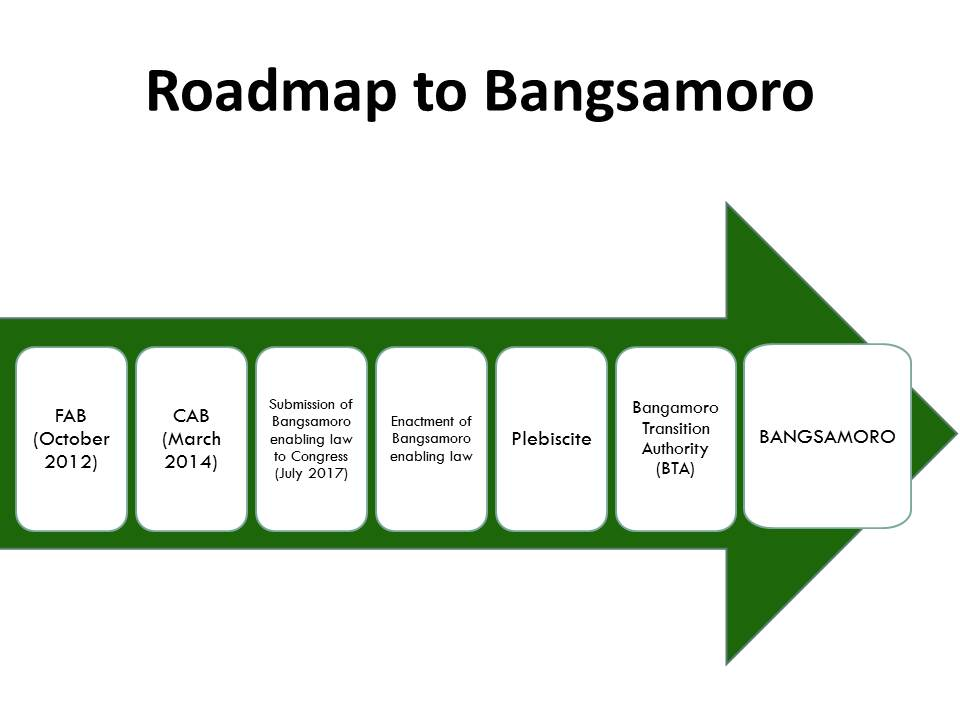 Roadmap to Bangsamoro
FAB
(October
2012)
CAB
(March
2014)
Submission of
Bangsamoro
enabling law
to Congress
(July 2017)
Enactment of
Bangsamoro
enabling law
Plebiscite
Bangamoro
Transition
Authority
(BTA)
BANGSAMORO